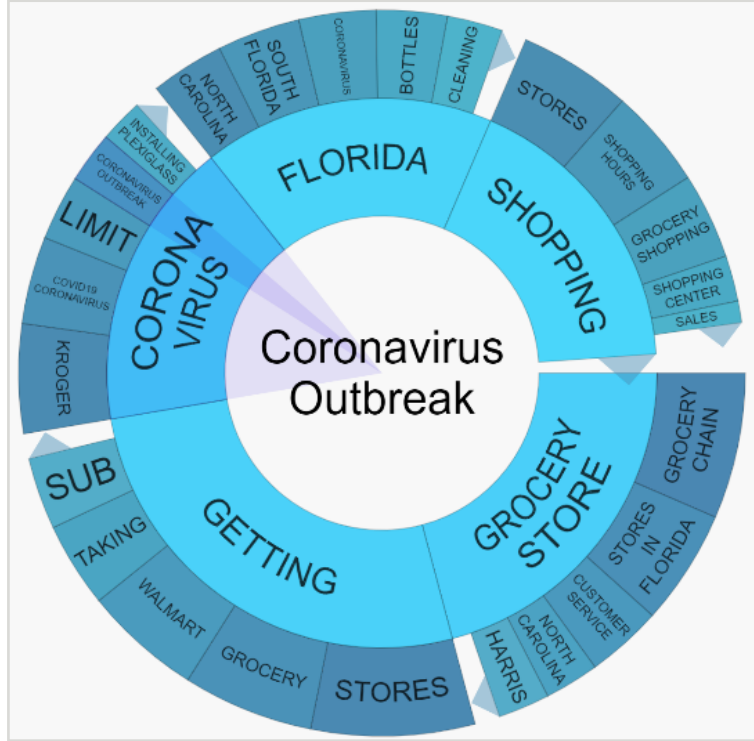 Coronavirus
Outbreak
FLORIDA
NORTH
CAROLINA
SOUTH
FLORIDA
CORONAVIRUS
BOTTLES
CLEANING
SHOPPING
STORES
SHOPPING
HOURS
GROCERY
SHOPPING
SHOPPING
CENTER
SALES
GROCERY
STORE
GROCERY
CHAIN
STORES
IN
FLORIDA
CUSTOMER
SERVICE
NORTH
CAROLINA
HARRIS
GETTING
STORES
GROCERY
WALMART
TAKING
SUB
CORONA
VIRUS
KROGER
COVID19
CORONAVIRUS
LIMIT
CORONAVIRUS
OUTBREAK
INSTALLING
PLEXIGLASS